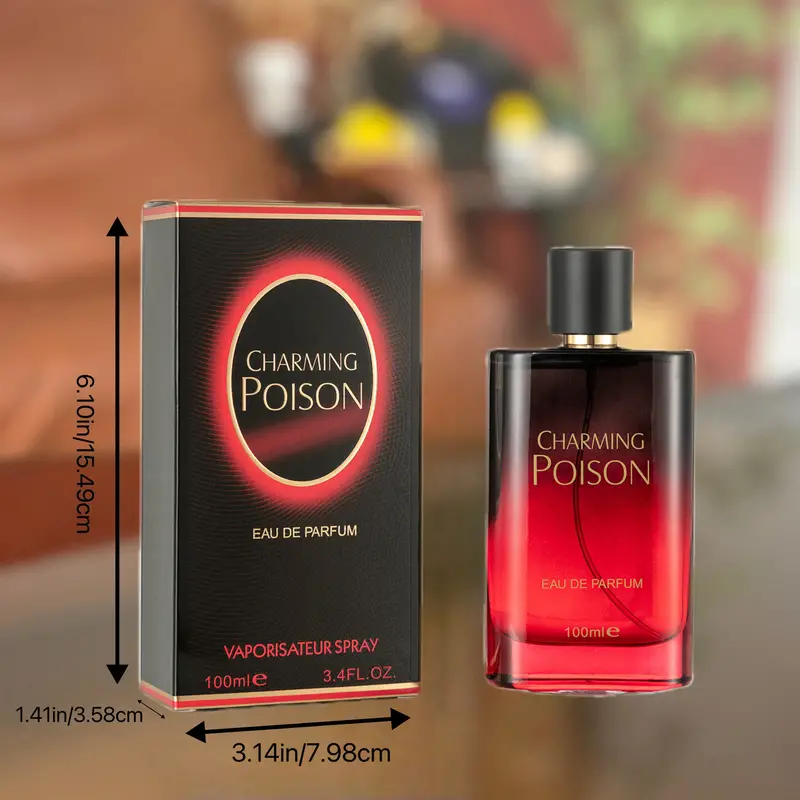 CHARMING
POISON
EAU DE PARFUM
VAPORISATEUR SPRAY
100ml℮ 3.4FL.OZ.
6.10in/15.49cm
1.41in/3.58cm
3.14in/7.98cm
CHARMING
POISON
EAU DE PARFUM
100ml℮